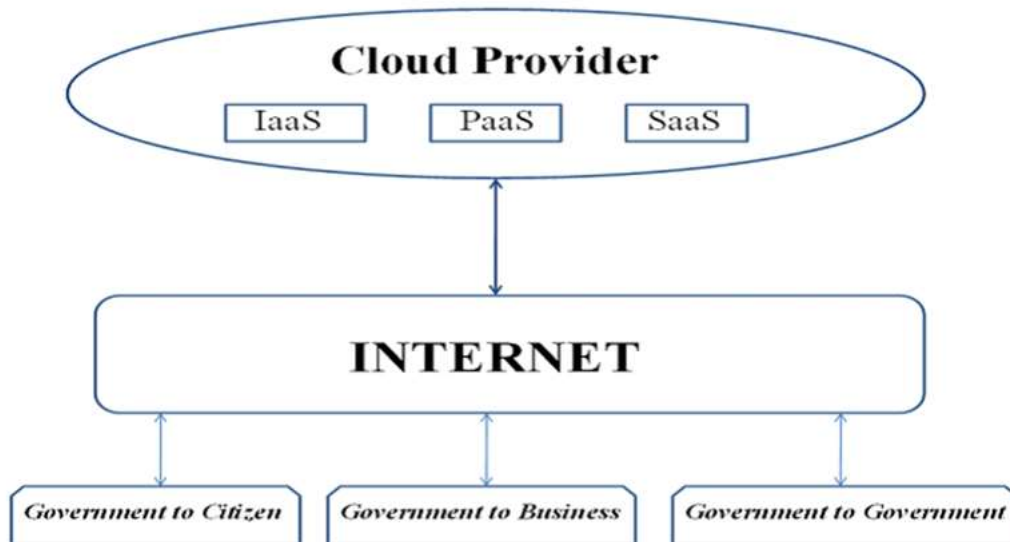 Cloud Provider
IaaS PaaS SaaS
INTERNET
Government to Citizen Government to Business Government to Government